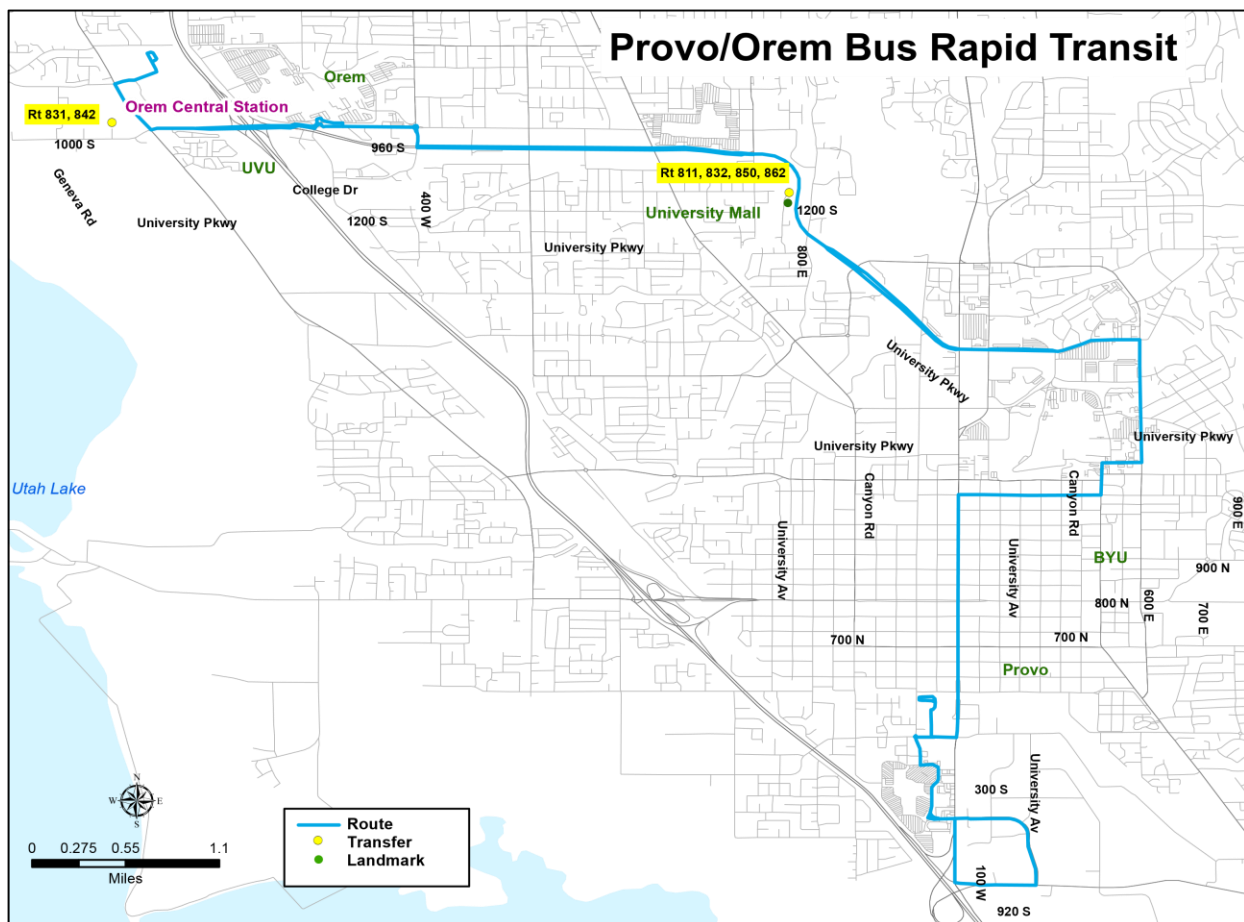 Provo/Orem Bus Rapid Transit
Orem
Orem Central Station
Rt 831, 842
1000 S
960 S
UVU
College Dr
Rt 811, 832, 850, 862
Geneva Rd
University Pkwy
1200 S
400 W
University Mall
1200 S
University Pkwy
800 E
University Pkwy
University Pkwy
University Pkwy
Utah Lake
Canyon Rd
Canyon Rd
900 E
University Av
University Av
BYU
900 N
800 N
600 E
700 E
700 N
700 N
Provo
University Av
300 S
100 W
920 S
N
W
E
S
0 0.275 0.55 1.1
Miles
Route
Transfer
Landmark